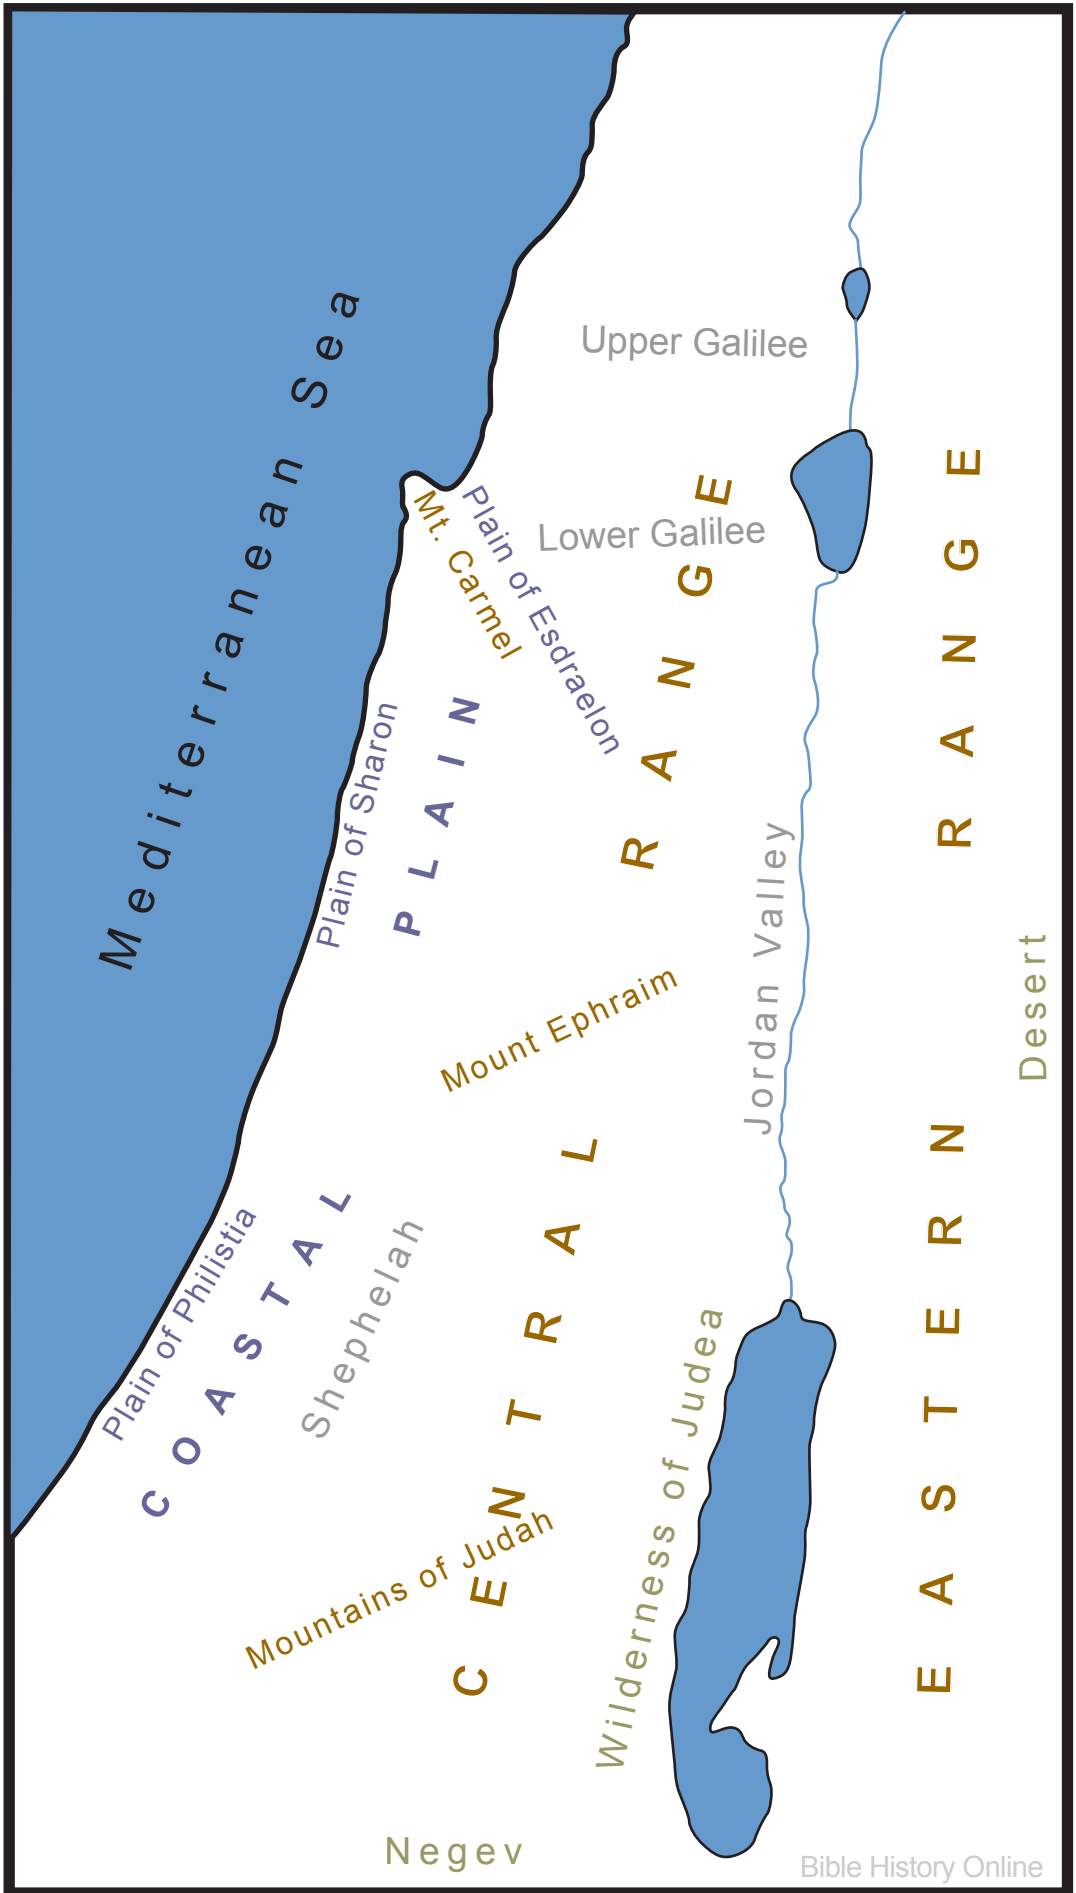 Mediterranean Sea
Upper Galilee
Lower Galilee
Mt. Carmel
Plain of Esdraelon
Plain of Sharon
COASTAL PLAIN
CENTRAL RANGE
EASTERN RANGE
Jordan Valley
Desert
Mount Ephraim
Plain of Philistia
Shephelah
Wilderness of Judea
Mountains of Judah
Negev
Bible History Online